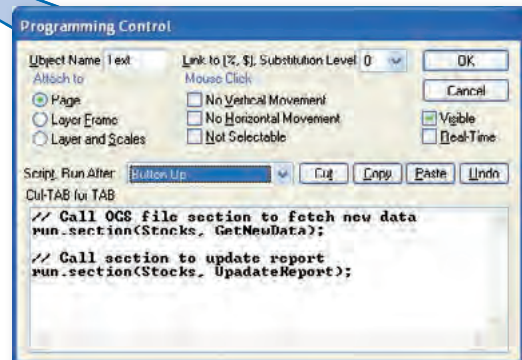 Programming Control
Object Name Text Link to (%, $), Substitution Level 0 OK
Attach to Mouse Click Cancel
Page No Vertical Movement
Layer Frame No Horizontal Movement Visible
Layer and Scales Not Selectable Real-Time
Script, Run After Button Up Cut Copy Paste Undo
Ctrl-TAB for TAB
// Call OGS file section to fetch new data
run.section(Stocks, GetNewData);
// Call section to update report
run.section(Stocks, UpadateReport);